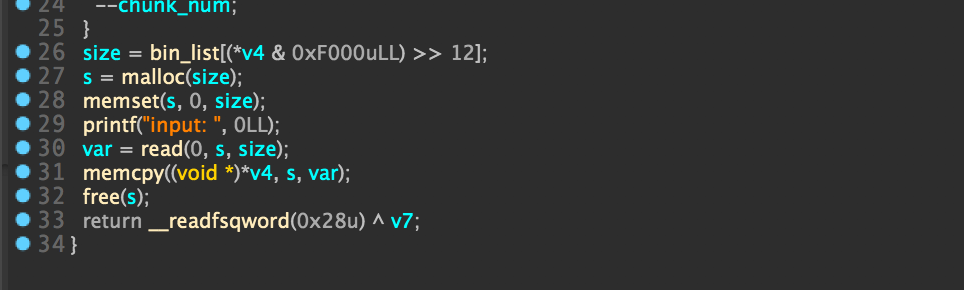 24 --chunk_num;
25 }
26 size = bin_list[(*v4 & 0xF000uLL) >> 12];
27 s = malloc(size);
28 memset(s, 0, size);
29 printf("input: ", 0LL);
30 var = read(0, s, size);
31 memcpy((void *)*v4, s, var);
32 free(s);
33 return __readfsqword(0x28u) ^ v7;
34 }